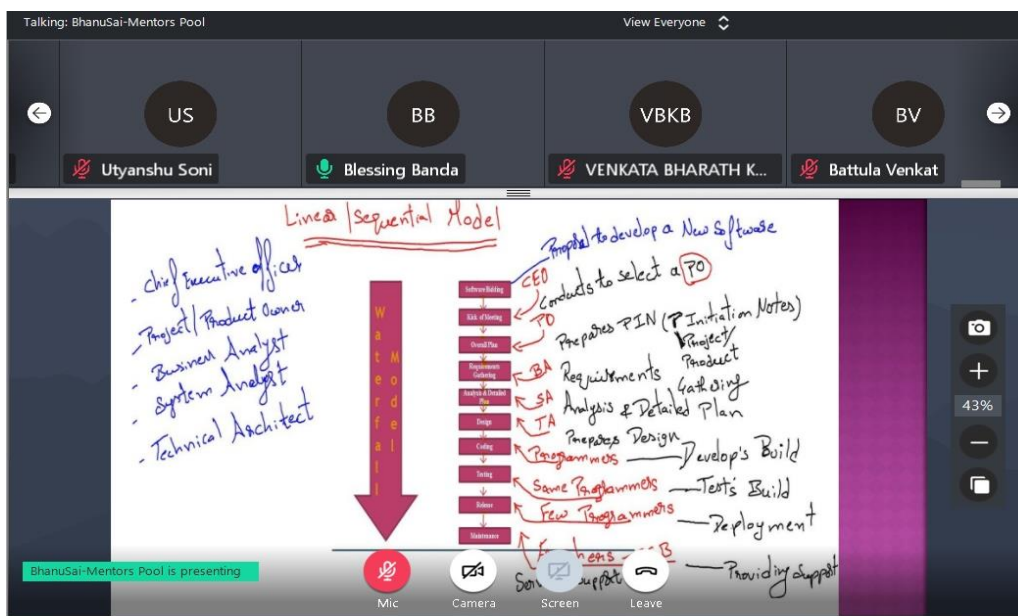 Talking: BhanuSai-Mentors Pool
View Everyone
US
BB
VBKB
BV
Utyanshu Soni
Blessing Banda
VENKATA BHARATH K...
Battula Venkat
Linear/Sequential Model
Proposal to develop a New Software
- Chief Executive officer
- Project/Product Owner
- Business Analyst
- System Analyst
- Technical Architect
Waterfall
Model
Software Bidding
CEO
Conducts to select a PO
Kick of Meeting
PO
Prepares PIN (P Initiation Notes)
Project/
Product
Overall Plan
Requirements
Gathering
BA
Requirements Gathering
Analysis & Detailed
Plan
SA
Analysis & Detailed Plan
Design
TA
Prepares Design
Coding
Programmers
Develop's Build
Testing
Same Programmers
Test's Build
Release
Few Programmers
Deployment
Maintenance
Providing Support
43%
BhanuSai-Mentors Pool is presenting
Mic
Camera
Screen
Leave